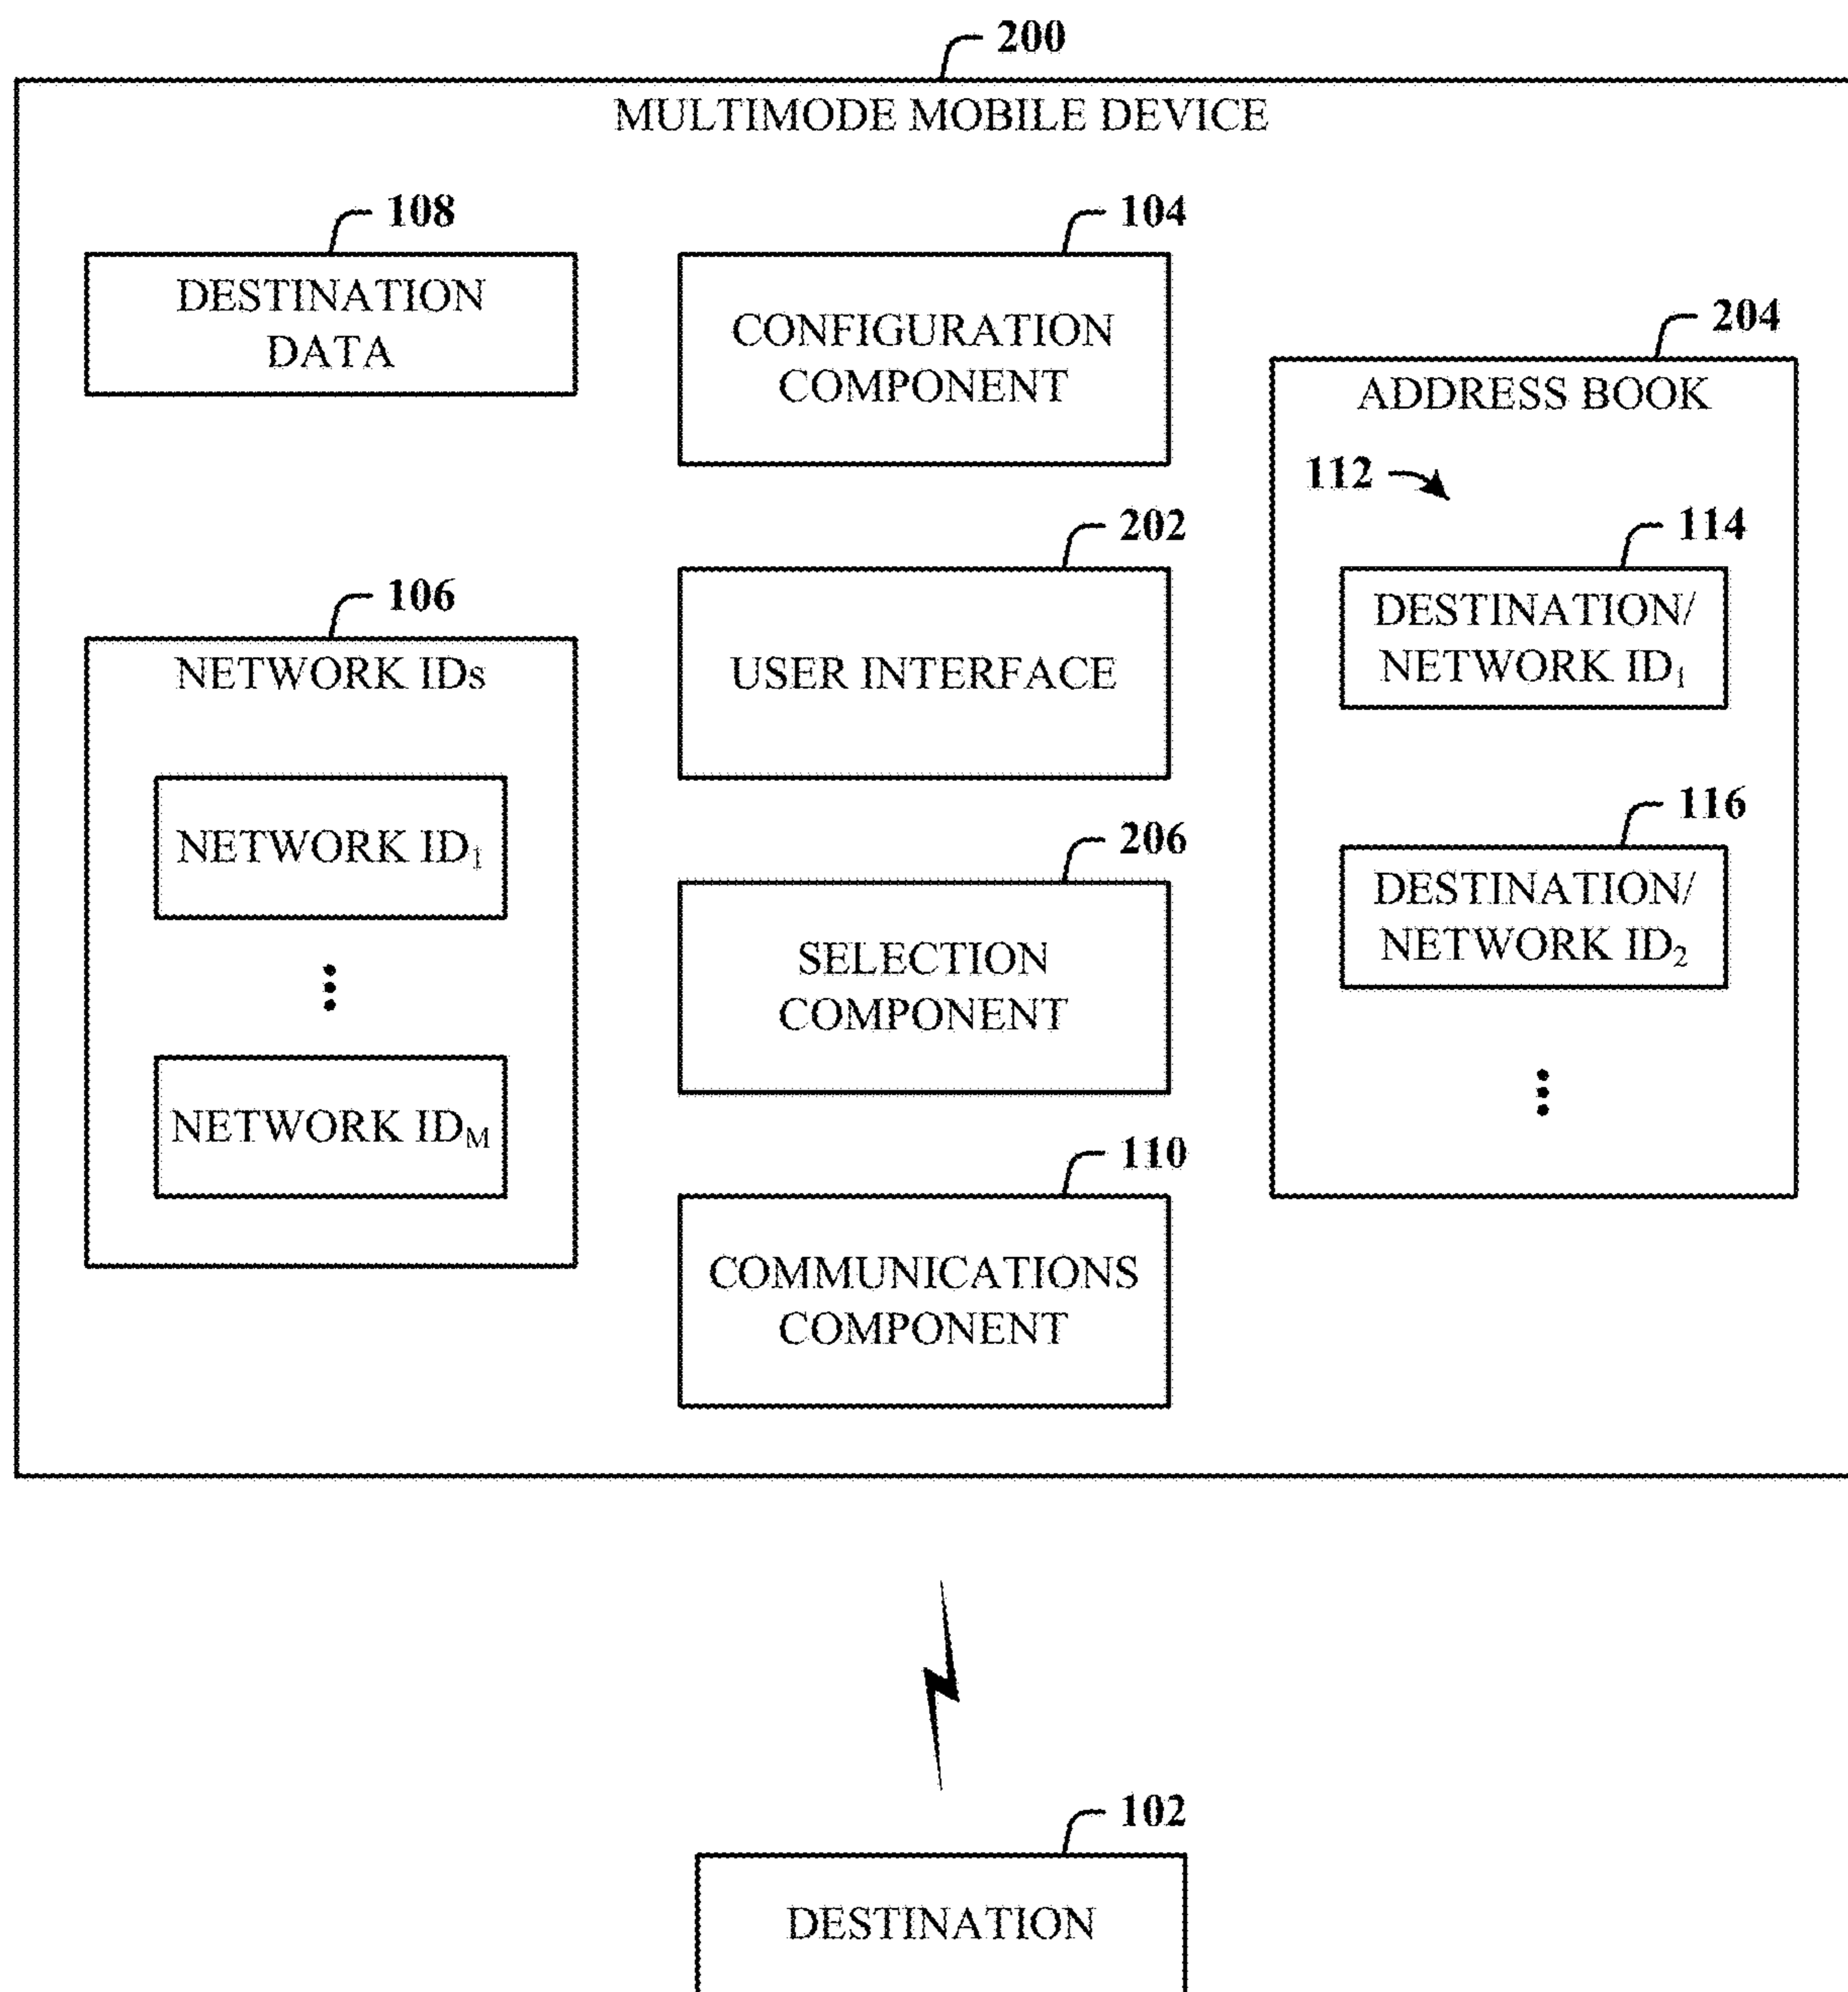 200
MULTIMODE MOBILE DEVICE
108
DESTINATION
DATA
104
CONFIGURATION
COMPONENT
204
ADDRESS BOOK
112
114
DESTINATION/
NETWORK ID1
116
DESTINATION/
NETWORK ID2
106
NETWORK IDs
NETWORK ID1
NETWORK IDM
202
USER INTERFACE
206
SELECTION
COMPONENT
110
COMMUNICATIONS
COMPONENT
102
DESTINATION